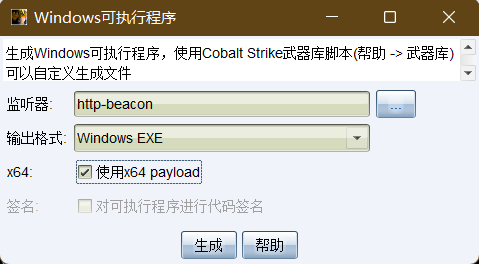 Windows可执行程序
生成Windows可执行程序，使用Cobalt Strike武器库脚本(帮助 -> 武器库)
可以自定义生成文件
监听器: http-beacon ...
输出格式: Windows EXE
x64: 使用x64 payload
签名: 对可执行程序进行代码签名
生成 帮助